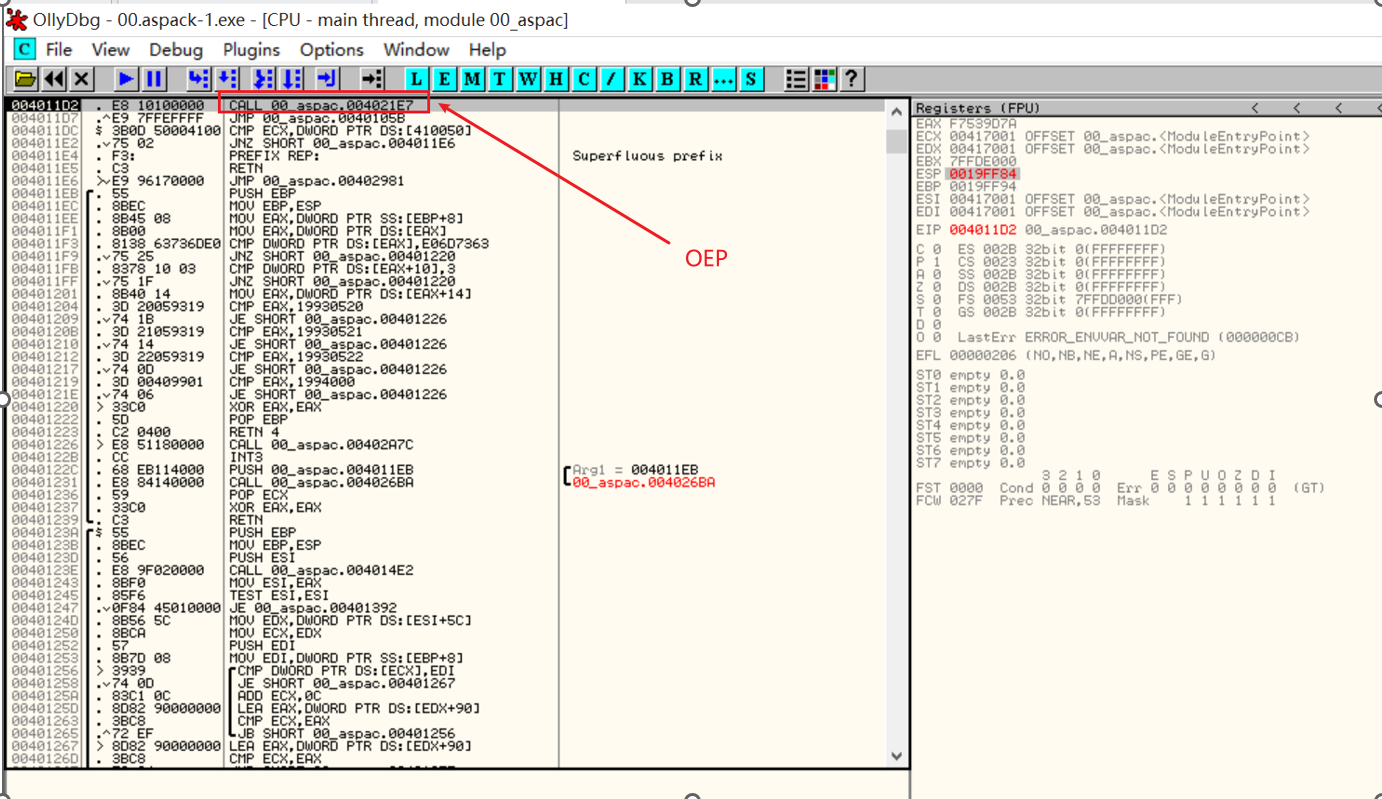 OllyDbg - 00.aspack-1.exe - [CPU - main thread, module 00_aspac]
C File View Debug Plugins Options Window Help
L E M T W H C / K B R ... S ?
004011D2 . E8 10100000 CALL 00_aspac.004021E7
004011D7 .^E9 7FFEFFFF JMP 00_aspac.0040105B
004011DC $ 3B0D 50004100 CMP ECX,DWORD PTR DS:[410050]
004011E2 .v75 02 JNZ SHORT 00_aspac.004011E6
004011E4 . F3: PREFIX REP: Superfluous prefix
004011E5 . C3 RETN
004011E6 >vE9 96170000 JMP 00_aspac.00402981
004011EB . 55 PUSH EBP
004011EC . 8BEC MOV EBP,ESP
004011EE . 8B45 08 MOV EAX,DWORD PTR SS:[EBP+8]
004011F1 . 8B00 MOV EAX,DWORD PTR DS:[EAX]
004011F3 . 8138 63736DE0 CMP DWORD PTR DS:[EAX],E06D7363
004011F9 .v75 25 JNZ SHORT 00_aspac.00401220
004011FB . 8378 10 03 CMP DWORD PTR DS:[EAX+10],3
004011FF .v75 1F JNZ SHORT 00_aspac.00401220
00401201 . 8B40 14 MOV EAX,DWORD PTR DS:[EAX+14]
00401204 . 3D 20059319 CMP EAX,19930520
00401209 .v74 1B JE SHORT 00_aspac.00401226
0040120B . 3D 21059319 CMP EAX,19930521
00401210 .v74 14 JE SHORT 00_aspac.00401226
00401212 . 3D 22059319 CMP EAX,19930522
00401217 .v74 0D JE SHORT 00_aspac.00401226
00401219 . 3D 00409901 CMP EAX,1994000
0040121E .v74 06 JE SHORT 00_aspac.00401226
00401220 > 33C0 XOR EAX,EAX
00401222 . 5D POP EBP
00401223 . C2 0400 RETN 4
00401226 > E8 51180000 CALL 00_aspac.00402A7C
0040122B . CC INT3
0040122C . 68 EB114000 PUSH 00_aspac.004011EB Arg1 = 004011EB
00401231 . E8 84140000 CALL 00_aspac.004026BA 00_aspac.004026BA
00401236 . 59 POP ECX
00401237 . 33C0 XOR EAX,EAX
00401239 . C3 RETN
0040123A $ 55 PUSH EBP
0040123B . 8BEC MOV EBP,ESP
0040123D . 56 PUSH ESI
0040123E . E8 9F020000 CALL 00_aspac.004014E2
00401243 . 8BF0 MOV ESI,EAX
00401245 . 85F6 TEST ESI,ESI
00401247 .v0F84 45010000 JE 00_aspac.00401392
0040124D . 8B56 5C MOV EDX,DWORD PTR DS:[ESI+5C]
00401250 . 8BCA MOV ECX,EDX
00401252 . 57 PUSH EDI
00401253 . 8B7D 08 MOV EDI,DWORD PTR SS:[EBP+8]
00401256 > 3939 CMP DWORD PTR DS:[ECX],EDI
00401258 .v74 0D JE SHORT 00_aspac.00401267
0040125A . 83C1 0C ADD ECX,0C
0040125D . 8D82 90000000 LEA EAX,DWORD PTR DS:[EDX+90]
00401263 . 3BC8 CMP ECX,EAX
00401265 .^72 EF JB SHORT 00_aspac.00401256
00401267 > 8D82 90000000 LEA EAX,DWORD PTR DS:[EDX+90]
0040126D . 3BC8 CMP ECX,EAX
OEP
Registers (FPU) < < < <
EAX F7539D7A
ECX 00417001 OFFSET 00_aspac.<ModuleEntryPoint>
EDX 00417001 OFFSET 00_aspac.<ModuleEntryPoint>
EBX 7FFDE000
ESP 0019FF84
EBP 0019FF94
ESI 00417001 OFFSET 00_aspac.<ModuleEntryPoint>
EDI 00417001 OFFSET 00_aspac.<ModuleEntryPoint>
EIP 004011D2 00_aspac.004011D2
C 0 ES 002B 32bit 0(FFFFFFFF)
P 1 CS 0023 32bit 0(FFFFFFFF)
A 0 SS 002B 32bit 0(FFFFFFFF)
Z 0 DS 002B 32bit 0(FFFFFFFF)
S 0 FS 0053 32bit 7FFDD000(FFF)
T 0 GS 002B 32bit 0(FFFFFFFF)
D 0
O 0 LastErr ERROR_ENVVAR_NOT_FOUND (000000CB)
EFL 00000206 (NO,NB,NE,A,NS,PE,GE,G)
ST0 empty 0.0
ST1 empty 0.0
ST2 empty 0.0
ST3 empty 0.0
ST4 empty 0.0
ST5 empty 0.0
ST6 empty 0.0
ST7 empty 0.0
3 2 1 0 E S P U O Z D I
FST 0000 Cond 0 0 0 0 Err 0 0 0 0 0 0 0 0 (GT)
FCW 027F Prec NEAR,53 Mask 1 1 1 1 1 1